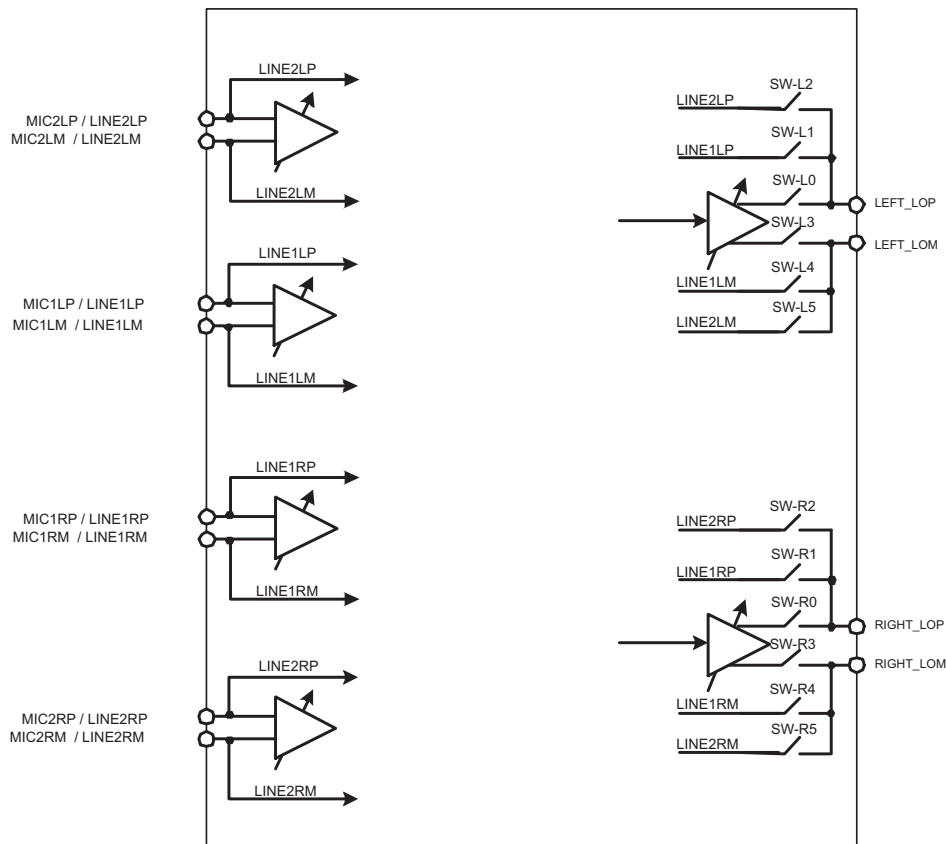 LINE2LP
MIC2LP / LINE2LP
MIC2LM / LINE2LM
LINE2LM
LINE1LP
MIC1LP / LINE1LP
MIC1LM / LINE1LM
LINE1LM
LINE1RP
MIC1RP / LINE1RP
MIC1RM / LINE1RM
LINE1RM
LINE2RP
MIC2RP / LINE2RP
MIC2RM / LINE2RM
LINE2RM
SW-L2
LINE2LP
SW-L1
LINE1LP
SW-L0
LEFT_LOP
SW-L3
LEFT_LOM
SW-L4
LINE1LM
SW-L5
LINE2LM
SW-R2
LINE2RP
SW-R1
LINE1RP
SW-R0
RIGHT_LOP
SW-R3
RIGHT_LOM
SW-R4
LINE1RM
SW-R5
LINE2RM